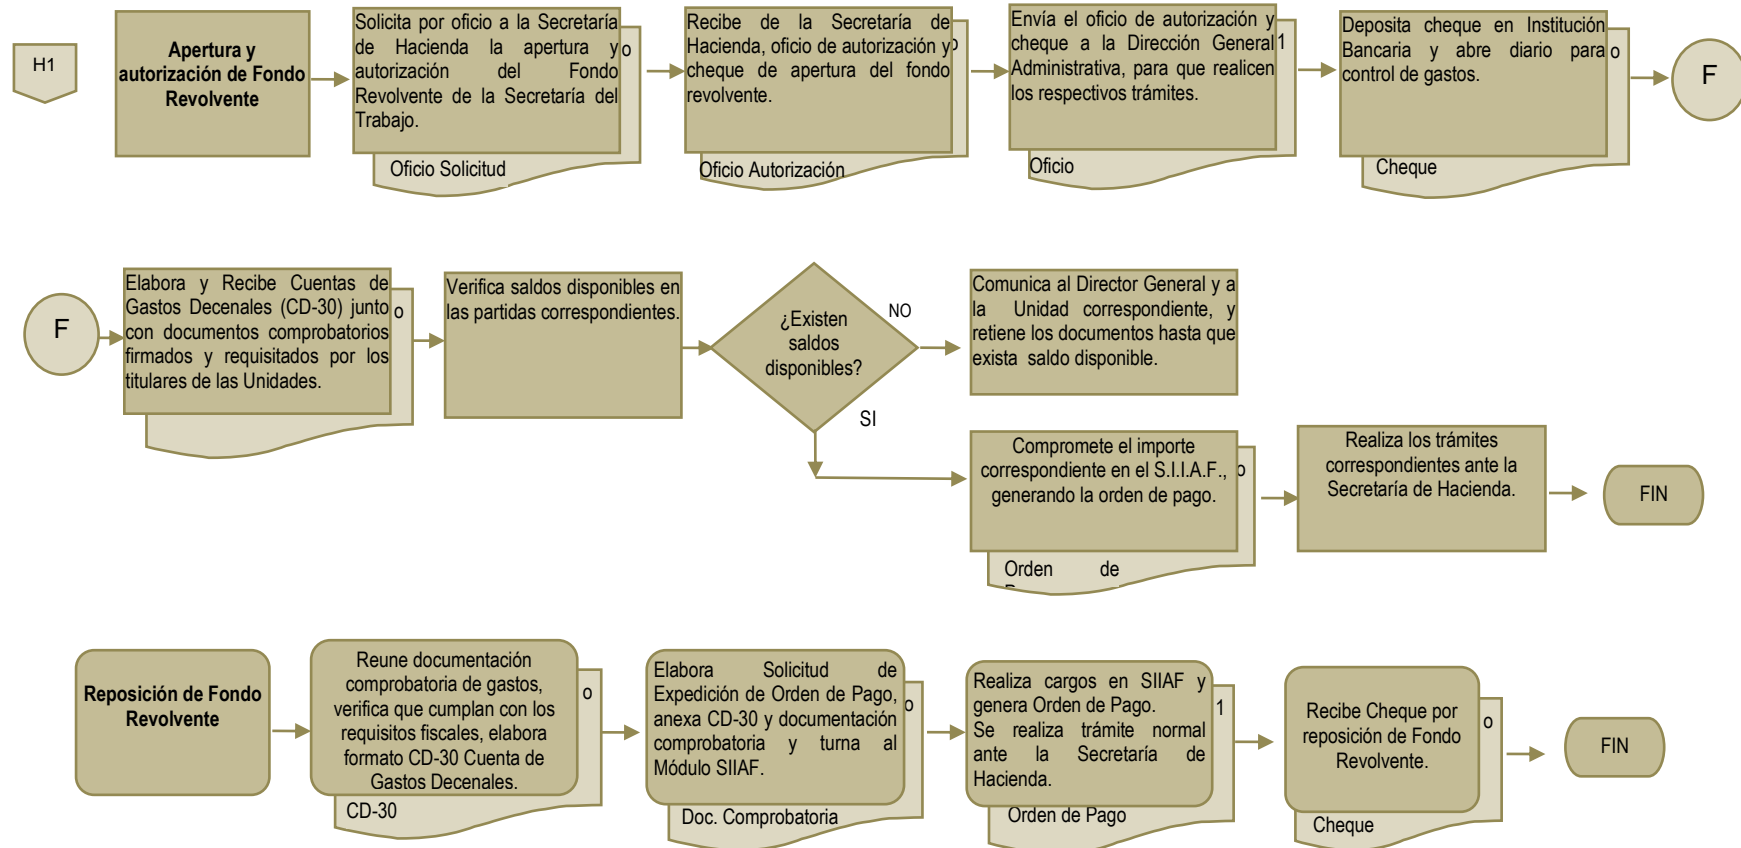 H1
Apertura y
autorización de Fondo
Revolvente
Solicita por oficio a la Secretaría
de Hacienda la apertura y
autorización del Fondo
Revolvente de la Secretaría del
Trabajo.
o
Oficio Solicitud
Recibe de la Secretaría de
Hacienda, oficio de autorización y
cheque de apertura del fondo
revolvente.
o
Oficio Autorización
Envía el oficio de autorización y
cheque a la Dirección General
Administrativa, para que realicen
los respectivos trámites.
1
Oficio
Deposita cheque en Institución
Bancaria y abre diario para
control de gastos.
o
Cheque
F
F
Elabora y Recibe Cuentas de
Gastos Decenales (CD-30) junto
con documentos comprobatorios
firmados y requisitados por los
titulares de las Unidades.
o
Verifica saldos disponibles en
las partidas correspondientes.
¿Existen
saldos
disponibles?
NO
SI
Comunica al Director General y a
la Unidad correspondiente, y
retiene los documentos hasta que
exista saldo disponible.
Compromete el importe
correspondiente en el S.I.I.A.F.,
generando la orden de pago.
o
Orden de
Realiza los trámites
correspondientes ante la
Secretaría de Hacienda.
FIN
Reposición de Fondo
Revolvente
Reune documentación
comprobatoria de gastos,
verifica que cumplan con los
requisitos fiscales, elabora
formato CD-30 Cuenta de
Gastos Decenales.
o
CD-30
Elabora Solicitud de
Expedición de Orden de Pago,
anexa CD-30 y documentación
comprobatoria y turna al
Módulo SIIAF.
o
Doc. Comprobatoria
Realiza cargos en SIIAF y
genera Orden de Pago.
Se realiza trámite normal
ante la Secretaría de
Hacienda.
1
Orden de Pago
Recibe Cheque por
reposición de Fondo
Revolvente.
o
Cheque
FIN